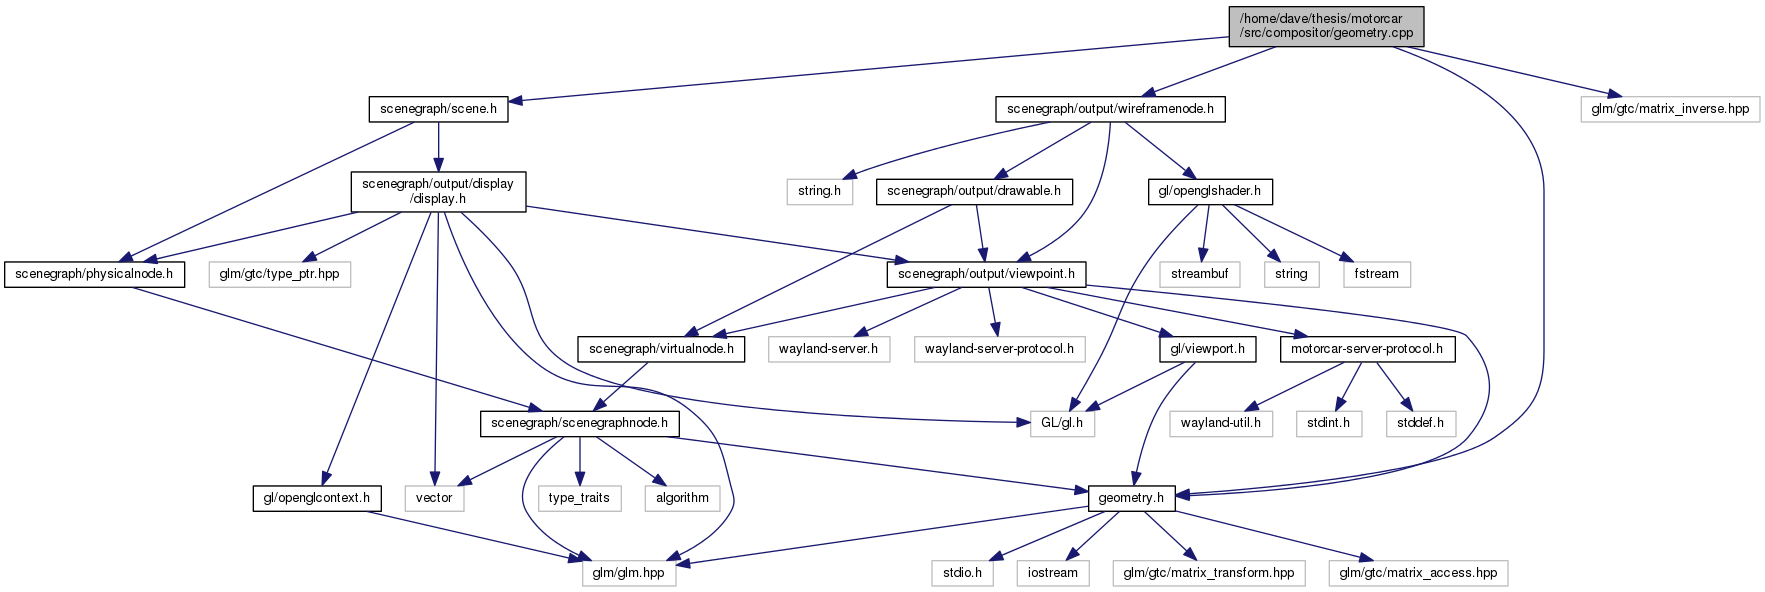 /home/dave/thesis/motorcar
/src/compositor/geometry.cpp
scenegraph/scene.h
scenegraph/output/wireframenode.h
glm/gtc/matrix_inverse.hpp
scenegraph/output/display
/display.h
string.h
scenegraph/output/drawable.h
gl/openglshader.h
scenegraph/physicalnode.h
glm/gtc/type_ptr.hpp
scenegraph/output/viewpoint.h
streambuf
string
fstream
scenegraph/virtualnode.h
wayland-server.h
wayland-server-protocol.h
gl/viewport.h
motorcar-server-protocol.h
scenegraph/scenegraphnode.h
GL/gl.h
wayland-util.h
stdint.h
stddef.h
gl/openglcontext.h
vector
type_traits
algorithm
geometry.h
glm/glm.hpp
stdio.h
iostream
glm/gtc/matrix_transform.hpp
glm/gtc/matrix_access.hpp